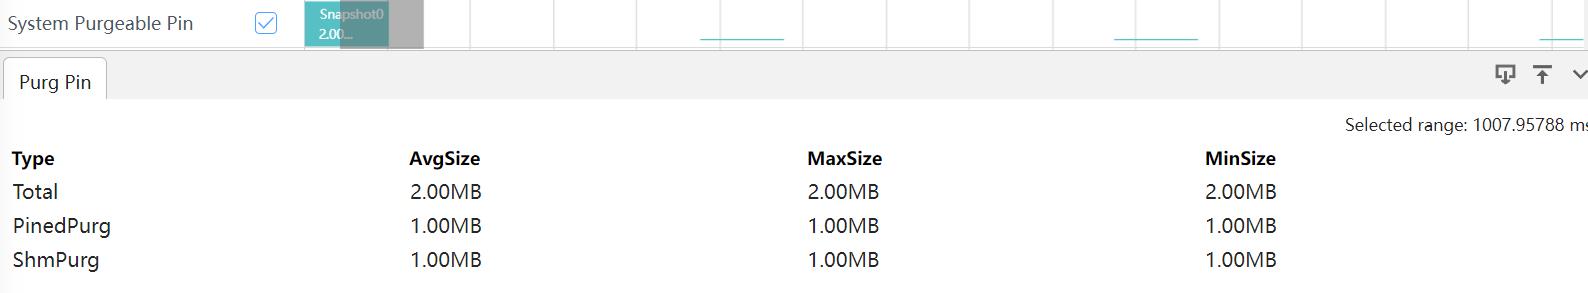 System Purgeable Pin
Snapshot0
2.00...
Purg Pin
Selected range: 1007.95788 ms
Type AvgSize MaxSize MinSize
Total 2.00MB 2.00MB 2.00MB
PinedPurg 1.00MB 1.00MB 1.00MB
ShmPurg 1.00MB 1.00MB 1.00MB